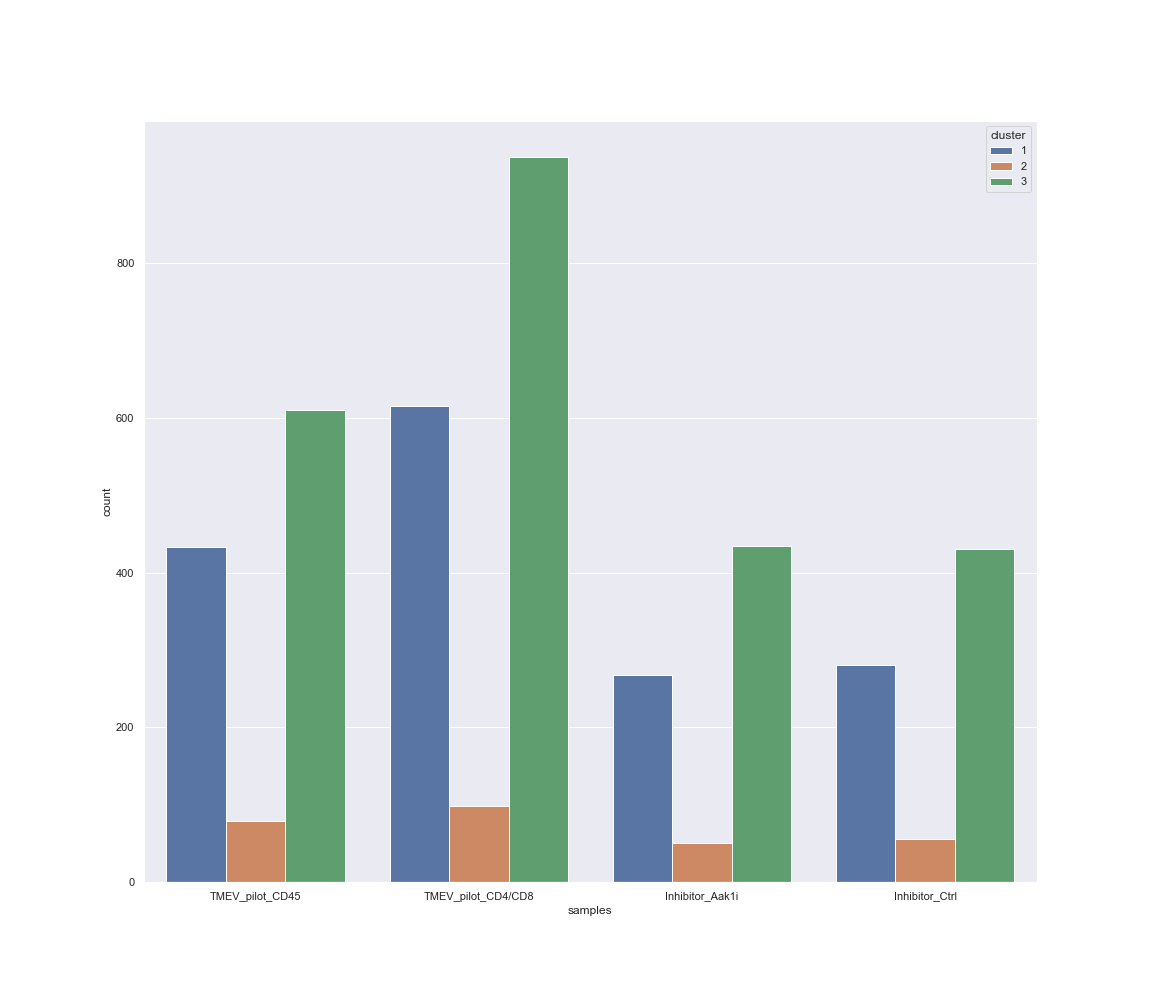 cluster
1
2
3
800
600
400
200
0
count
TMEV_pilot_CD45
TMEV_pilot_CD4/CD8
Inhibitor_Aak1i
Inhibitor_Ctrl
samples